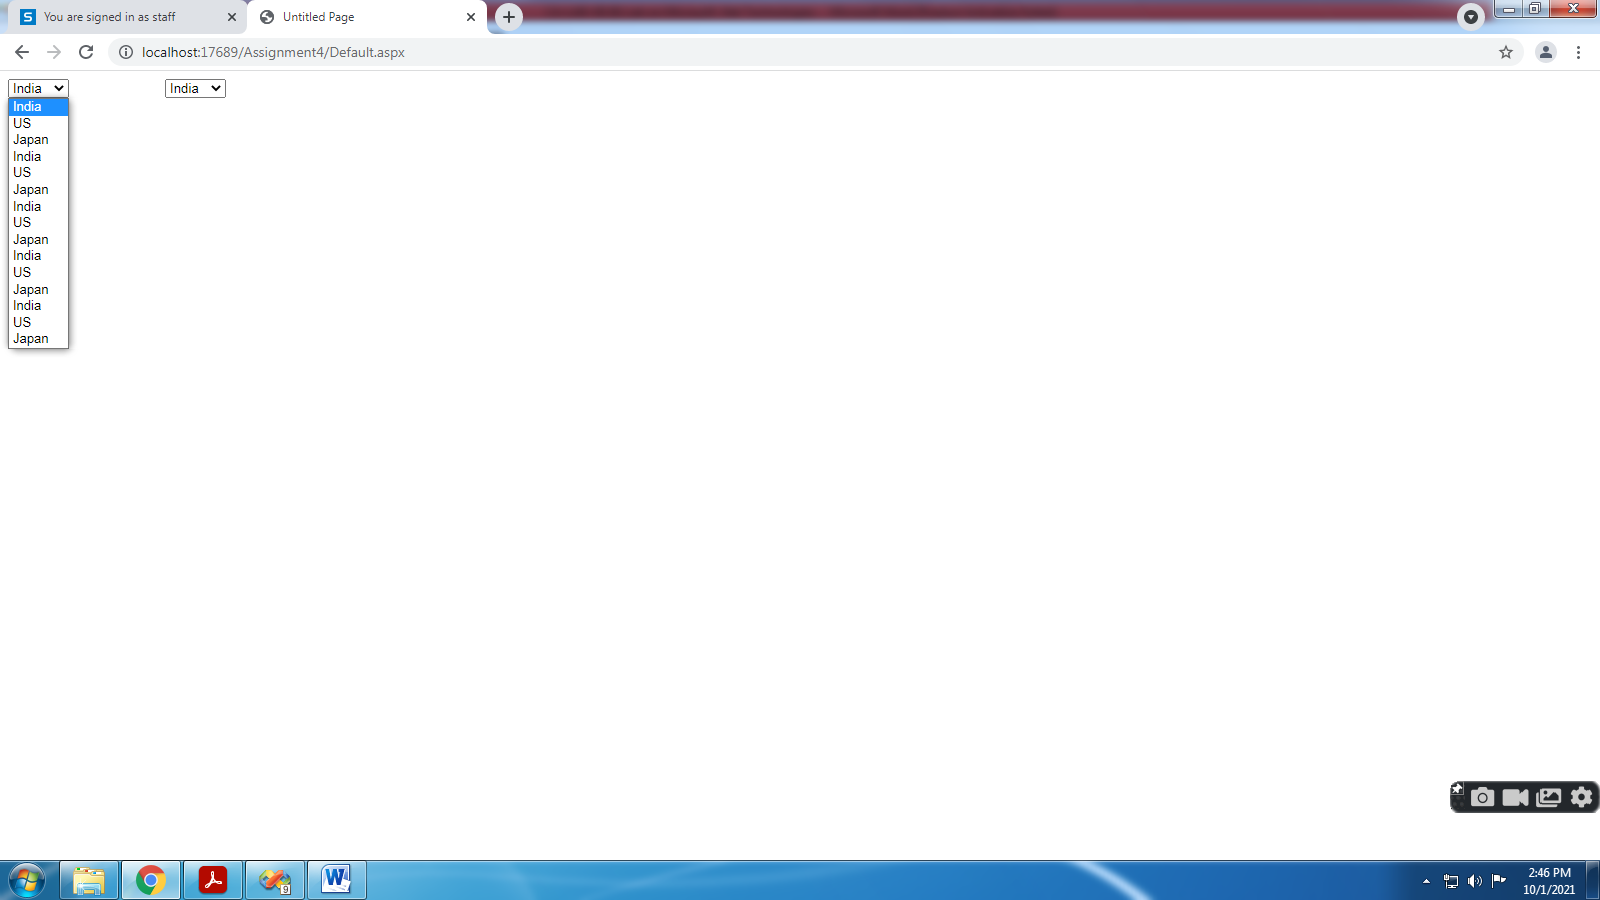 You are signed in as staff
Untitled Page
localhost:17689/Assignment4/Default.aspx
India
India
India
US
Japan
India
US
Japan
India
US
Japan
India
US
Japan
India
US
Japan
2:46 PM
10/1/2021